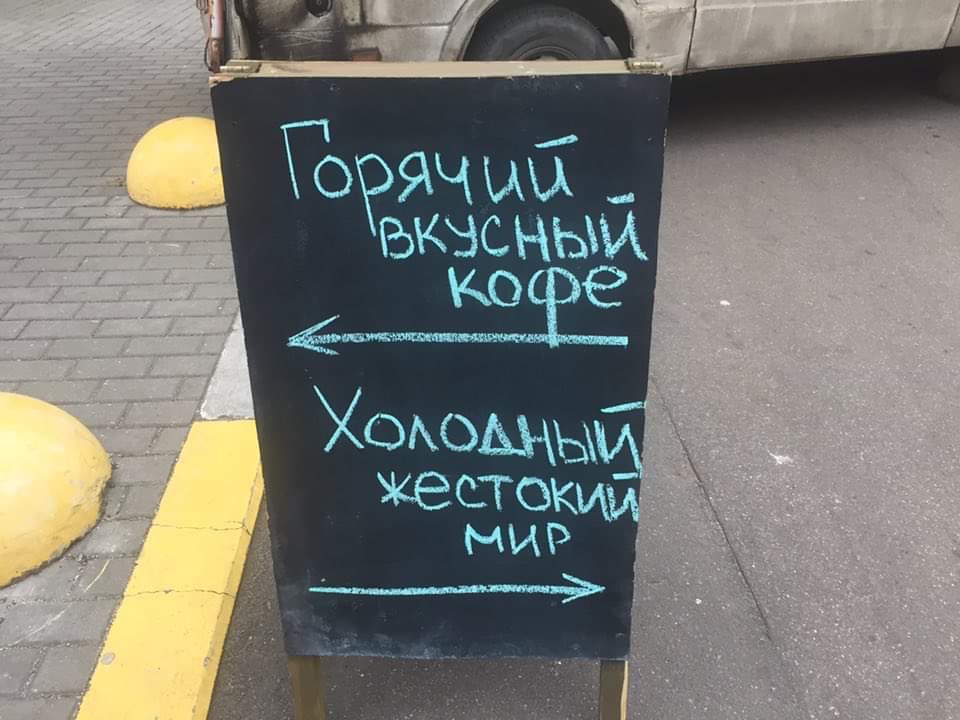 Горячий
вкусный
кофе
Холодный
жестокий
мир